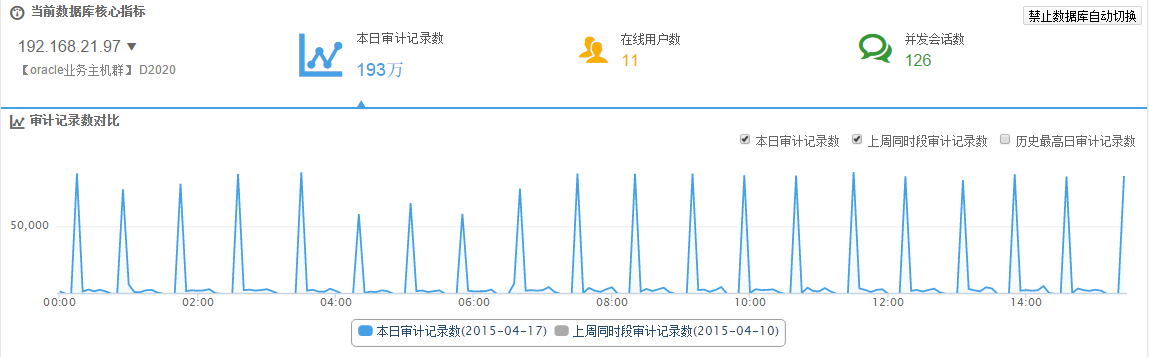 当前数据库核心指标
禁止数据库自动切换
192.168.21.97
【oracle业务主机群】D2020
本日审计记录数
193万
在线用户数
11
并发会话数
126
审计记录数对比
本日审计记录数 上周同时段审计记录数 历史最高日审计记录数
50,000
00:00 02:00 04:00 06:00 08:00 10:00 12:00 14:00
本日审计记录数(2015-04-17) 上周同时段审计记录数(2015-04-10)